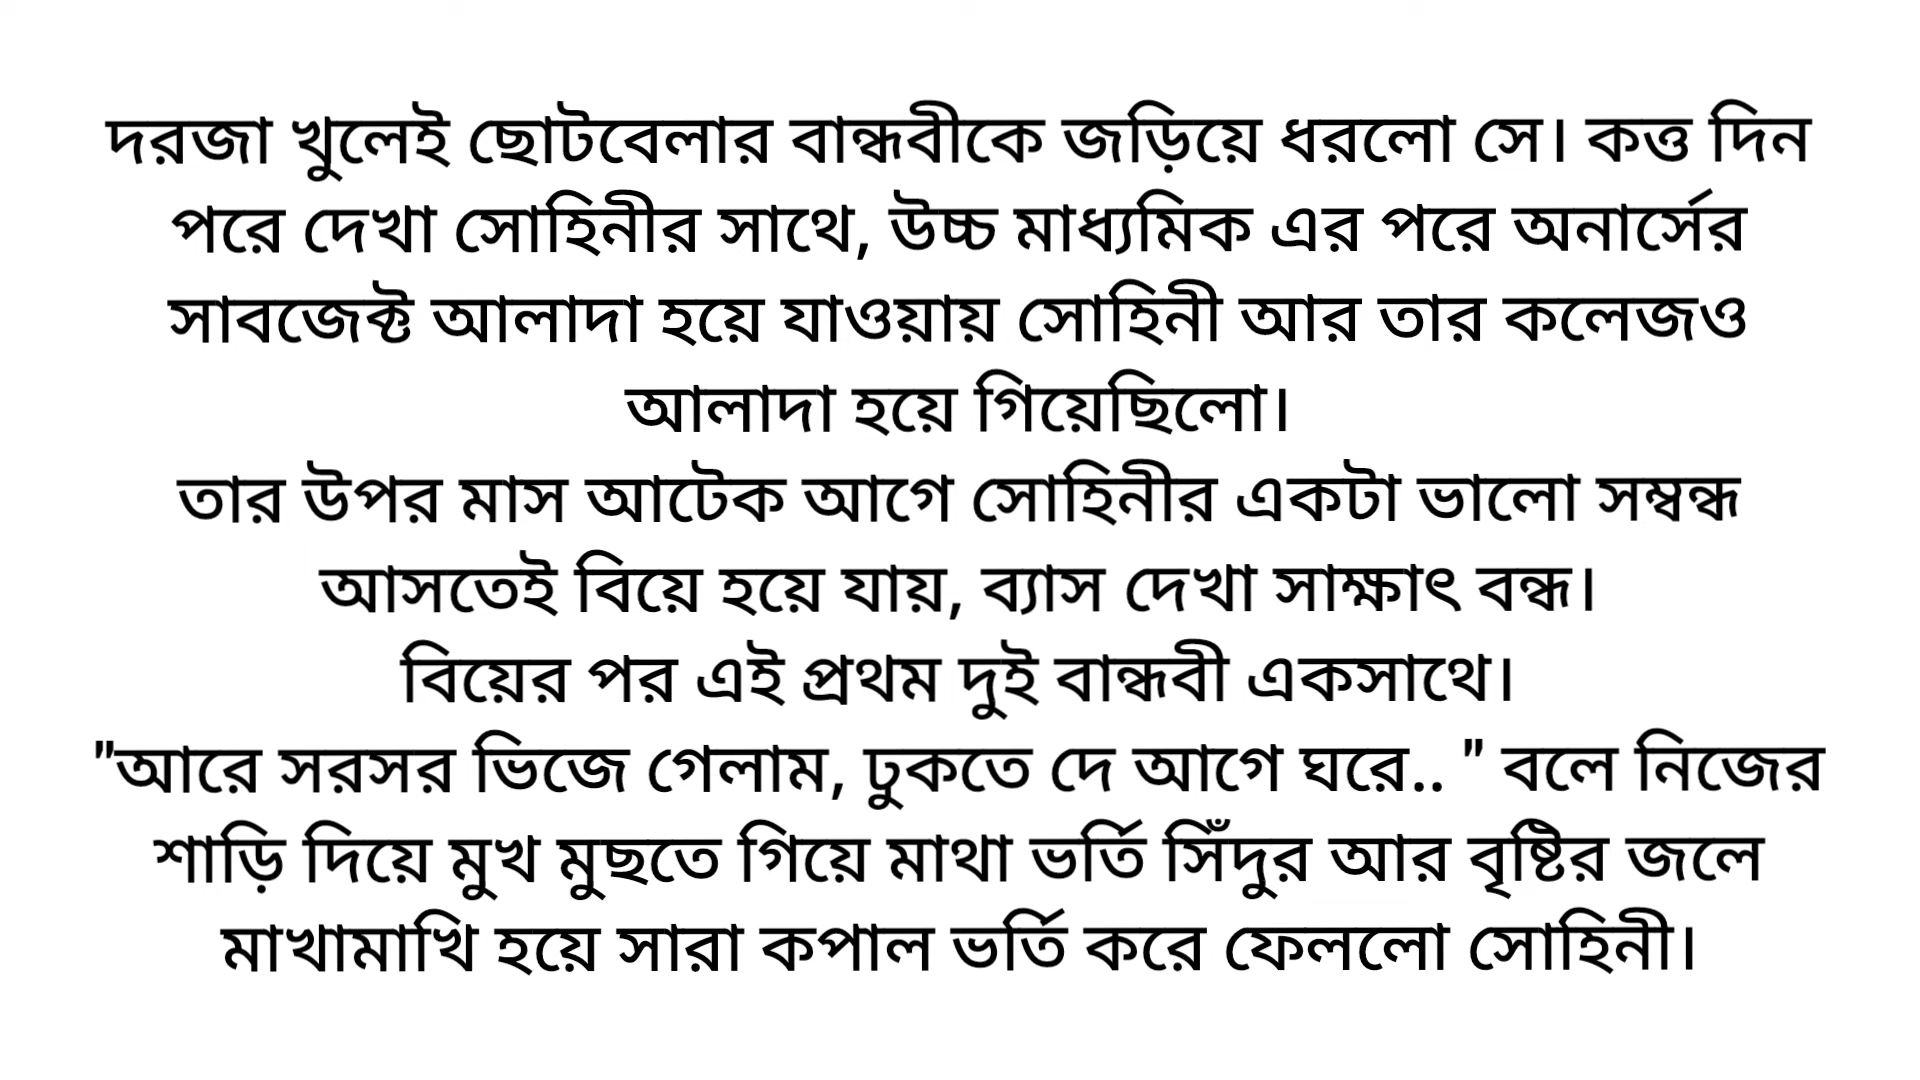 দরজা খুলেই ছোটবেলার বান্ধবীকে জড়িয়ে ধরলো সে। কত্ত দিন
পরে দেখা সোহিনীর সাথে, উচ্চ মাধ্যমিক এর পরে অনার্সের
সাবজেক্ট আলাদা হয়ে যাওয়ায় সোহিনী আর তার কলেজও
আলাদা হয়ে গিয়েছিলো।
তার উপর মাস আটেক আগে সোহিনীর একটা ভালো সম্বন্ধ
আসতেই বিয়ে হয়ে যায়, ব্যাস দেখা সাক্ষাৎ বন্ধ।
বিয়ের পর এই প্রথম দুই বান্ধবী একসাথে।
"আরে সরসর ভিজে গেলাম, ঢুকতে দে আগে ঘরে.. " বলে নিজের
শাড়ি দিয়ে মুখ মুছতে গিয়ে মাথা ভর্তি সিঁদুর আর বৃষ্টির জলে
মাখামাখি হয়ে সারা কপাল ভর্তি করে ফেললো সোহিনী।